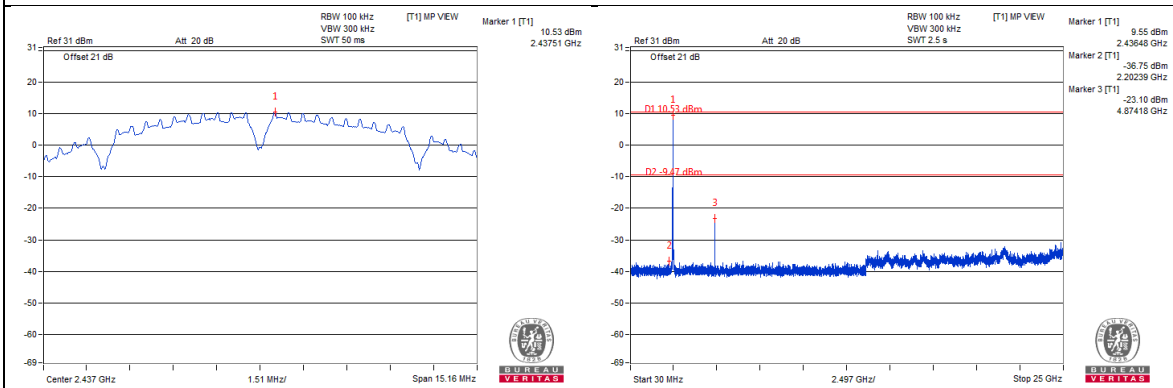 RBW 100 kHz [T1] MP VIEW
VBW 300 kHz
Ref 31 dBm Att 20 dB SWT 50 ms
Marker 1 [T1]
10.53 dBm
2.43751 GHz
31
Offset 21 dB
20
10
0
-10
-20
-30
-40
-50
-60
-69
1
Center 2.437 GHz 1.51 MHz/ Span 15.16 MHz
BUREAU VERITAS
1828
BUREAU
VERITAS
RBW 100 kHz [T1] MP VIEW
VBW 300 kHz
Ref 31 dBm Att 20 dB SWT 2.5 s
Marker 1 [T1]
9.55 dBm
2.43648 GHz
Marker 2 [T1]
-36.75 dBm
2.20239 GHz
Marker 3 [T1]
-23.10 dBm
4.87418 GHz
31
Offset 21 dB
20
10
0
-10
-20
-30
-40
-50
-60
-69
1
D1 10.53 dBm
D2 -9.47 dBm
3
2
Start 30 MHz 2.497 GHz/ Stop 25 GHz
BUREAU VERITAS
1828
BUREAU
VERITAS